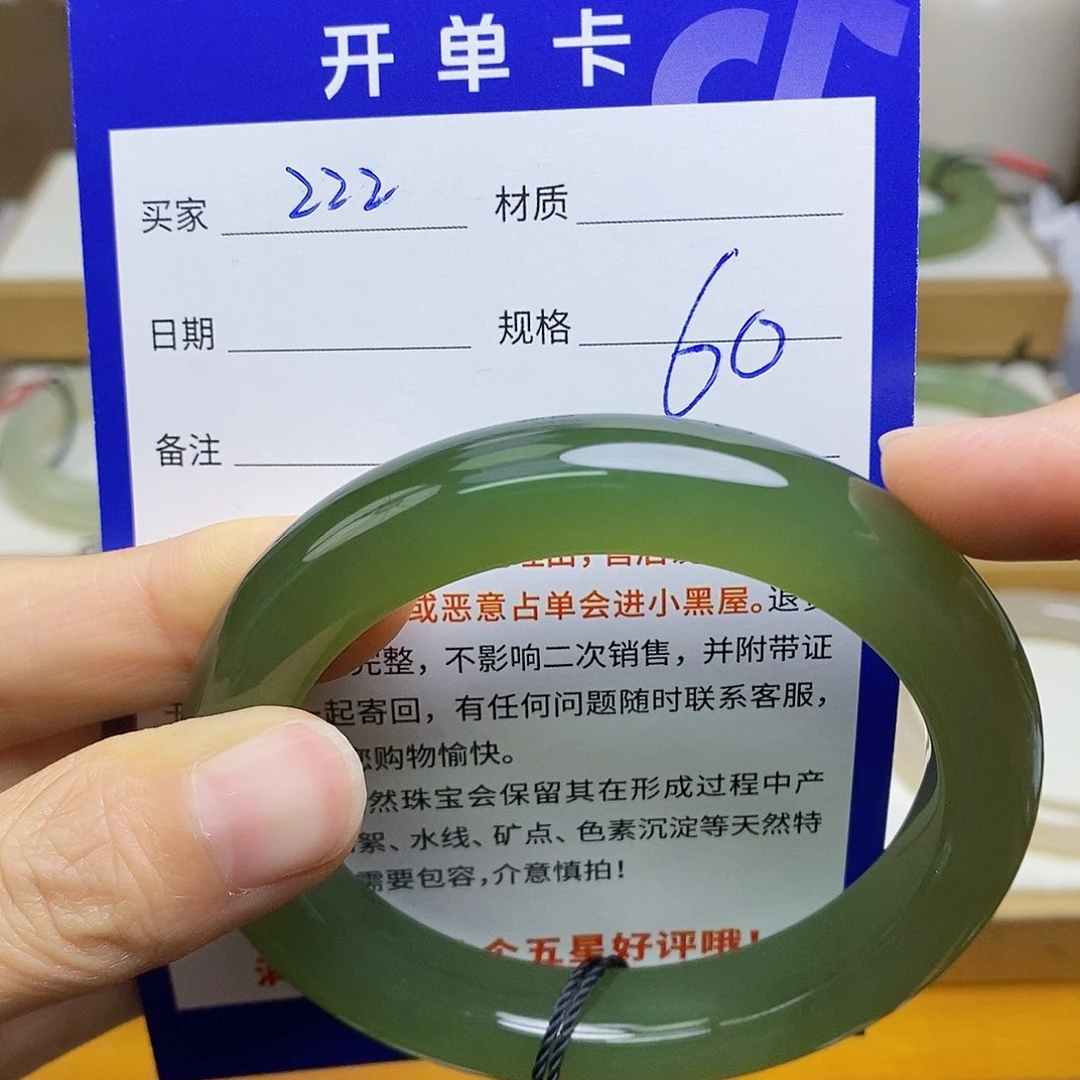 开单卡
买家 222 材质
日期 规格 60
备注
或恶意占单会进小黑屋。退
完整，不影响二次销售，并附带证
起寄回，有任何问题随时联系客服，
您购物愉快。
然珠宝会保留其在形成过程中产
絮、水线、矿点、色素沉淀等天然特
需要包容，介意慎拍！
个五星好评哦！